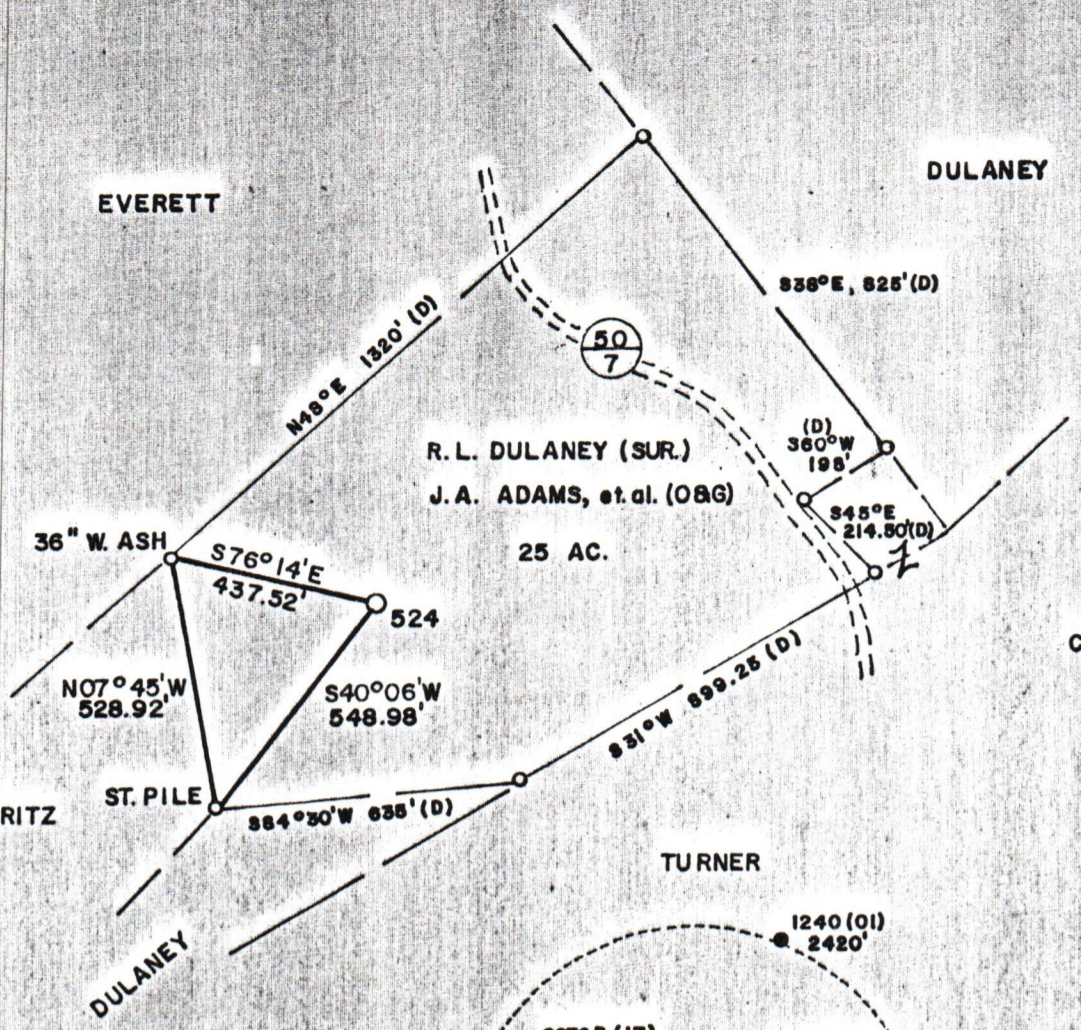 DULANEY
EVERETT
S38°E, 825'(D)
N48°E 1320' (D)
50
7
(D)
S60°W
198'
R. L. DULANEY (SUR.)
J. A. ADAMS, et. al. (O&G)
25 AC.
S45°E
214.50'(D)
36" W. ASH
S76°14'E
437.52'
524
N07°45'W
528.92'
S40°06'W
548.98'
S31°W 899.25 (D)
ST. PILE
RITZ
S84°30'W 635' (D)
TURNER
DULANEY
1240 (01)
2420'